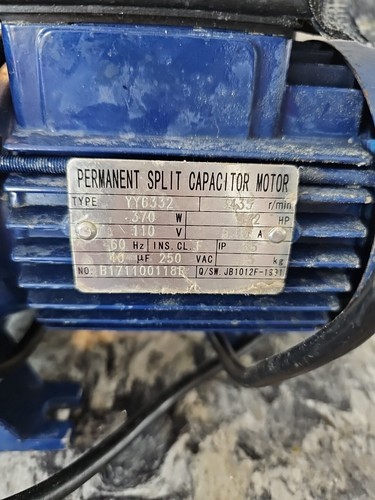 PERMANENT SPLIT CAPACITOR MOTOR
TYPE YY6332 r/min
370 W HP
110 V A
60 Hz INS.CL.F IP
40 μF 250 VAC kg
NO. Q/SW.JB1012F-1631